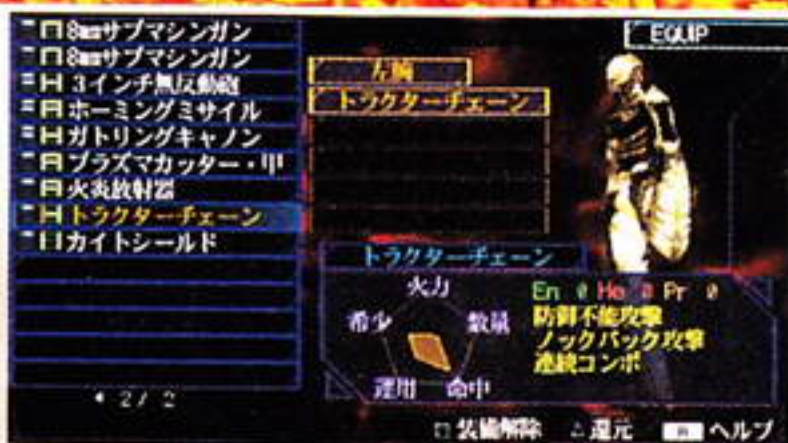 8mmサブマシンガン
8mmサブマシンガン
3インチ無反動砲
ホーミングミサイル
ガトリングキャノン
プラズマカッター・甲
火炎放射器
トラクターチェーン
カイトシールド
2/2
EQUIP
左腕
トラクターチェーン
トラクターチェーン
火力
希少
数量
運用
命中
En 0 He 0 Pr 0
防御不能攻撃
ノックバック攻撃
連続コンボ
□装備解除 △還元 ヘルプ